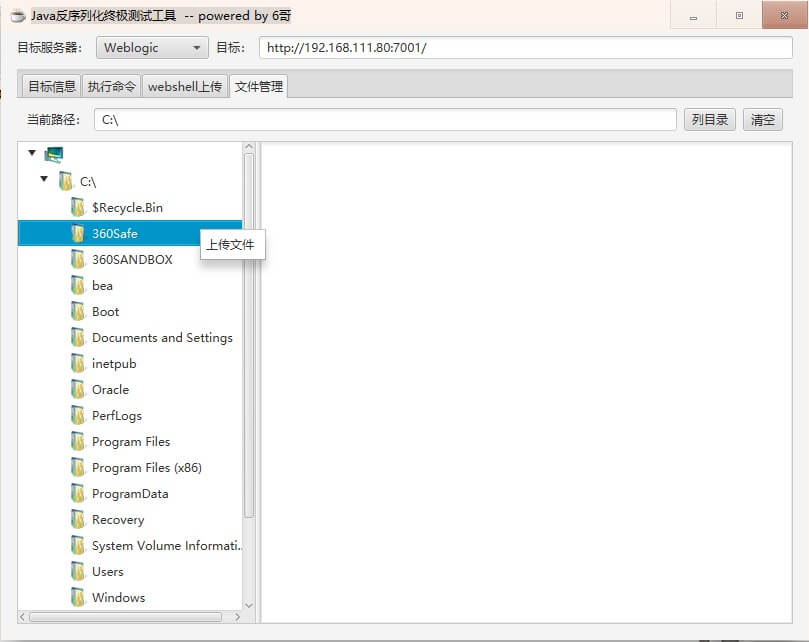 Java反序列化终极测试工具 -- powered by 6哥
目标服务器: Weblogic 目标: http://192.168.111.80:7001/
目标信息 执行命令 webshell上传 文件管理
当前路径: C:\ 列目录 清空
C:\
$Recycle.Bin
360Safe
上传文件
360SANDBOX
bea
Boot
Documents and Settings
inetpub
Oracle
PerfLogs
Program Files
Program Files (x86)
ProgramData
Recovery
System Volume Informati..
Users
Windows